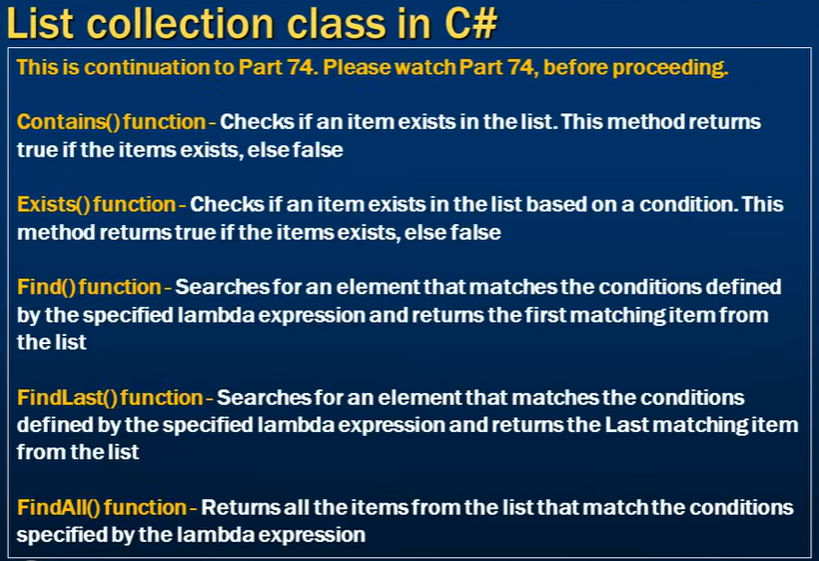 List collection class in C#
This is continuation to Part 74. Please watch Part 74, before proceeding.
Contains() function - Checks if an item exists in the list. This method returns
true if the items exists, else false
Exists() function - Checks if an item exists in the list based on a condition. This
method returns true if the items exists, else false
Find() function - Searches for an element that matches the conditions defined
by the specified lambda expression and returns the first matching item from
the list
FindLast() function - Searches for an element that matches the conditions
defined by the specified lambda expression and returns the Last matching item
from the list
FindAll() function - Returns all the items from the list that match the conditions
specified by the lambda expression